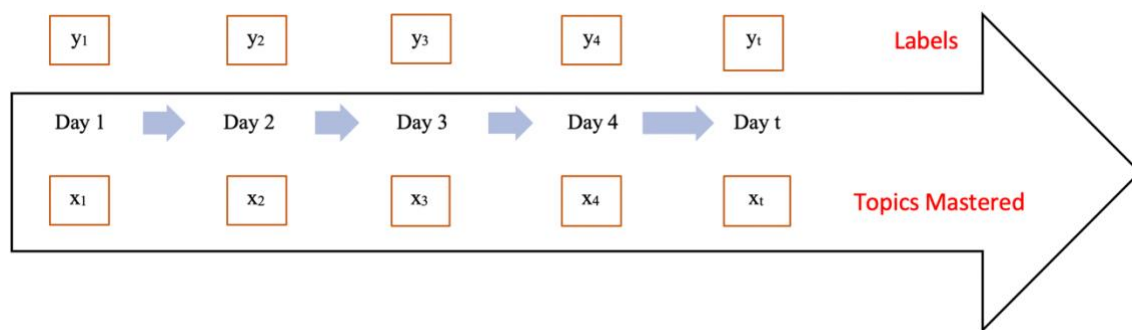 y₁ y₂ y₃ y₄ yₜ Labels
Day 1 Day 2 Day 3 Day 4 Day t
x₁ x₂ x₃ x₄ xₜ Topics Mastered